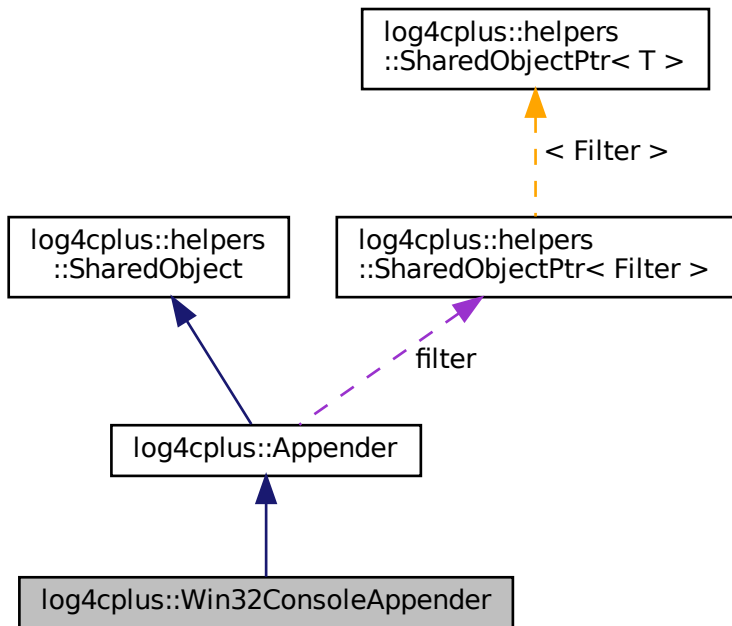 log4cplus::helpers
::SharedObjectPtr< T >
< Filter >
log4cplus::helpers
::SharedObject
log4cplus::helpers
::SharedObjectPtr< Filter >
filter
log4cplus::Appender
log4cplus::Win32ConsoleAppender